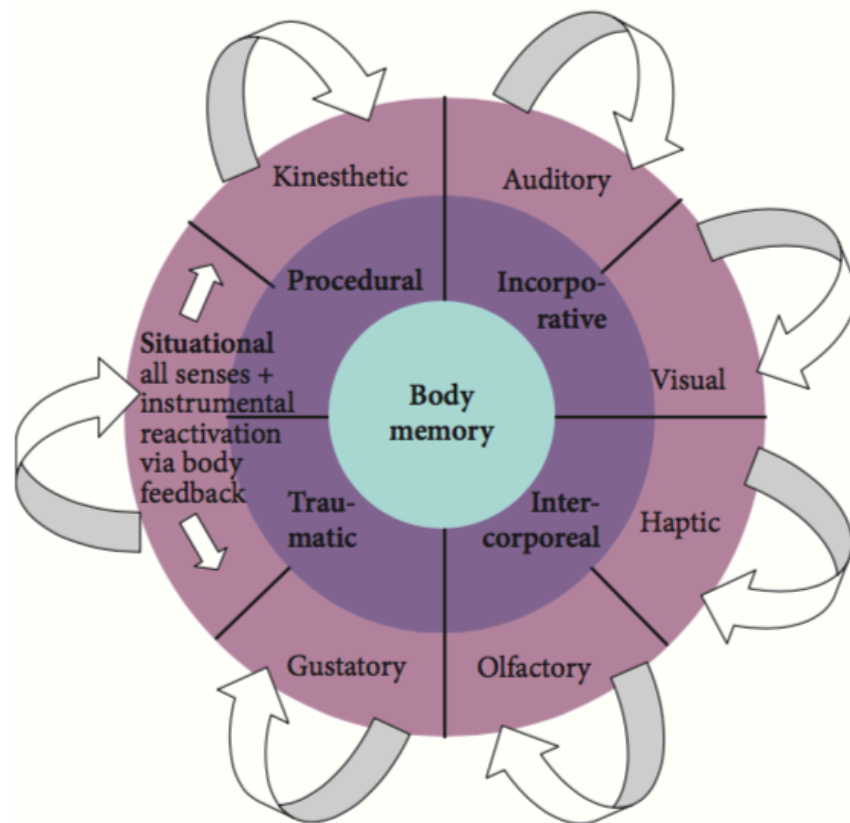 Kinesthetic
Auditory
Procedural
Incorpo-
rative
Situational
all senses +
instrumental
reactivation
via body
feedback
Body
memory
Visual
Trau-
matic
Inter-
corporeal
Haptic
Gustatory
Olfactory